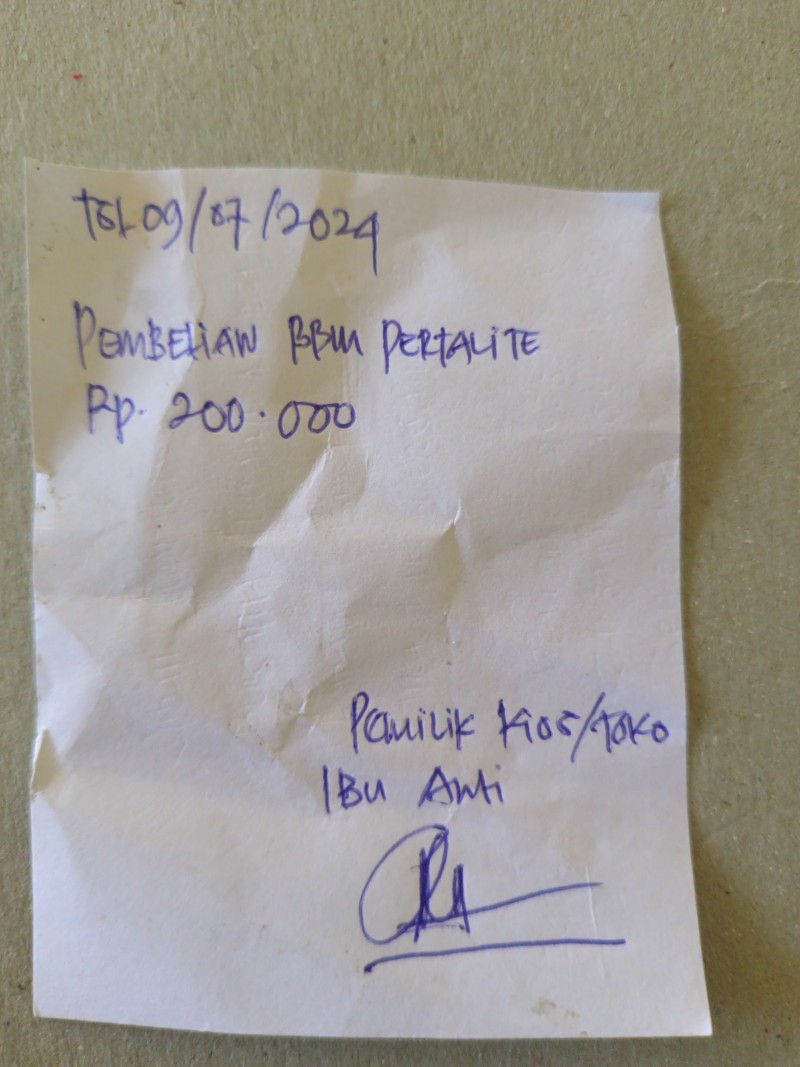 tgl 09/07/2024
PEMBELIAN BBM PERTALITE
Rp. 200.000
Pemilik kios/toko
IBU Anti